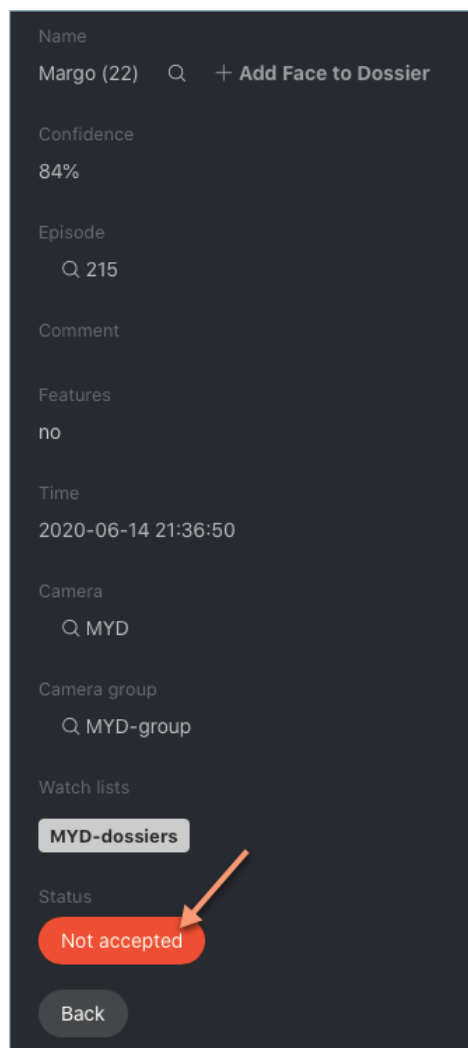 Name
Margo (22) + Add Face to Dossier
Confidence
84%
Episode
215
Comment
Features
no
Time
2020-06-14 21:36:50
Camera
MYD
Camera group
MYD-group
Watch lists
MYD-dossiers
Status
Not accepted
Back